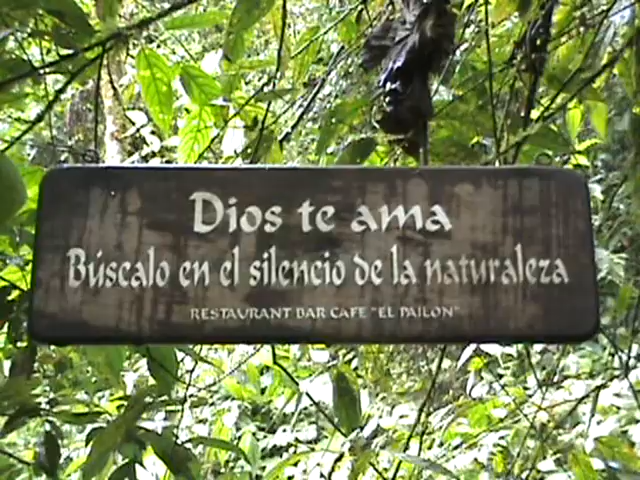 Dios te ama
Búscalo en el silencio de la naturaleza
RESTAURANT BAR CAFE "EL PAILON"